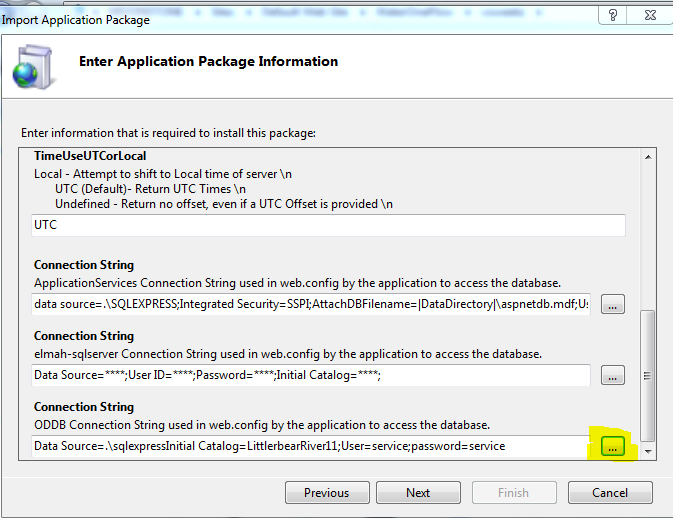 Import Application Package
?
Enter Application Package Information
Enter information that is required to install this package:
TimeUseUTCorLocal
Local - Attempt to shift to Local time of server \n
UTC (Default)- Return UTC Times \n
Undefined - Return no offset, even if a UTC Offset is provided \n
UTC
Connection String
ApplicationServices Connection String used in web.config by the application to access the database.
data source=.\SQLEXPRESS;Integrated Security=SSPI;AttachDBFilename=|DataDirectory|\aspnetdb.mdf;Us
...
Connection String
elmah-sqlserver Connection String used in web.config by the application to access the database.
Data Source=****;User ID=****;Password=****;Initial Catalog=****;
...
Connection String
ODDB Connection String used in web.config by the application to access the database.
Data Source=.\sqlexpressInitial Catalog=LittlerbearRiver11;User=service;password=service
...
Previous
Next
Finish
Cancel